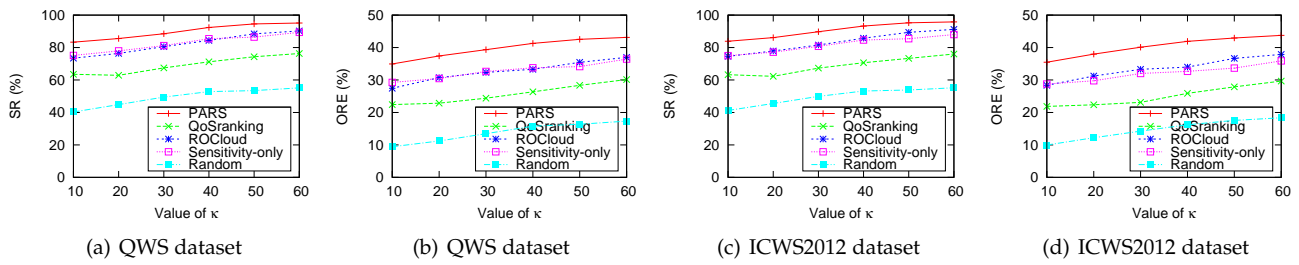 SR (%)
100
80
60
40
20
0
PARS
QoSranking
ROCloud
Sensitivity-only
Random
10 20 30 40 50 60
Value of κ
(a) QWS dataset
ORE (%)
50
40
30
20
10
0
PARS
QoSranking
ROCloud
Sensitivity-only
Random
10 20 30 40 50 60
Value of κ
(b) QWS dataset
SR (%)
100
80
60
40
20
0
PARS
QoSranking
ROCloud
Sensitivity-only
Random
10 20 30 40 50 60
Value of κ
(c) ICWS2012 dataset
ORE (%)
50
40
30
20
10
0
PARS
QoSranking
ROCloud
Sensitivity-only
Random
10 20 30 40 50 60
Value of κ
(d) ICWS2012 dataset